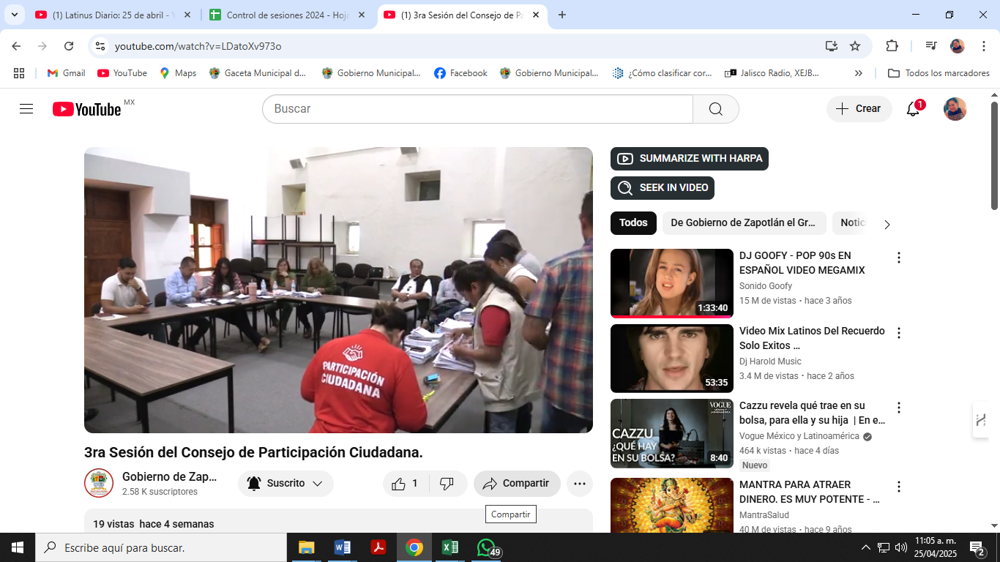 (1) Latinus Diario: 25 de abril - Y
Control de sesiones 2024 - Hoja
(1) 3ra Sesión del Consejo de Pa
youtube.com/watch?v=LDatoXv973o
Gmail
YouTube
Maps
Gaceta Municipal d...
Gobierno Municipal...
Facebook
Gobierno Municipal...
¿Cómo clasificar cor...
Jalisco Radio, XEJB...
»
Todos los marcadores
YouTube MX
Buscar
Crear
1
SUMMARIZE WITH HARPA
SEEK IN VIDEO
Todos
De Gobierno de Zapotlán el Gr...
Notic
PARTICIPACIÓN
CIUDADANA
DJ GOOFY - POP 90s EN
ESPAÑOL VIDEO MEGAMIX
Sonido Goofy
15 M de vistas • hace 3 años
1:33:40
Video Mix Latinos Del Recuerdo
Solo Exitos ...
Dj Harold Music
3.4 M de vistas • hace 2 años
53:35
VOGUE
MÉXICO Y
LATINOAMÉRICA
CAZZU
¿QUÉ HAY
EN SU BOLSA?
8:40
Cazzu revela qué trae en su
bolsa, para ella y su hija | En e...
Vogue México y Latinoamérica
464 k vistas • hace 4 días
Nuevo
MANTRA PARA ATRAER
DINERO. ES MUY POTENTE - ...
MantraSalud
40 M de vistas • hace 9 años
3ra Sesión del Consejo de Participación Ciudadana.
Gobierno de Zap...
2.58 K suscriptores
Suscrito
1
Compartir
Compartir
19 vistas hace 4 semanas
Escribe aquí para buscar.
49
11:05 a. m.
25/04/2025
2